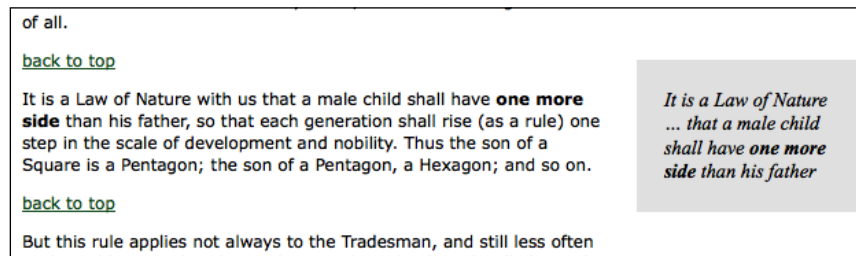 of all.
back to top
It is a Law of Nature with us that a male child shall have one more
side than his father, so that each generation shall rise (as a rule) one
step in the scale of development and nobility. Thus the son of a
Square is a Pentagon; the son of a Pentagon, a Hexagon; and so on.
back to top
But this rule applies not always to the Tradesman, and still less often
It is a Law of Nature
... that a male child
shall have one more
side than his father